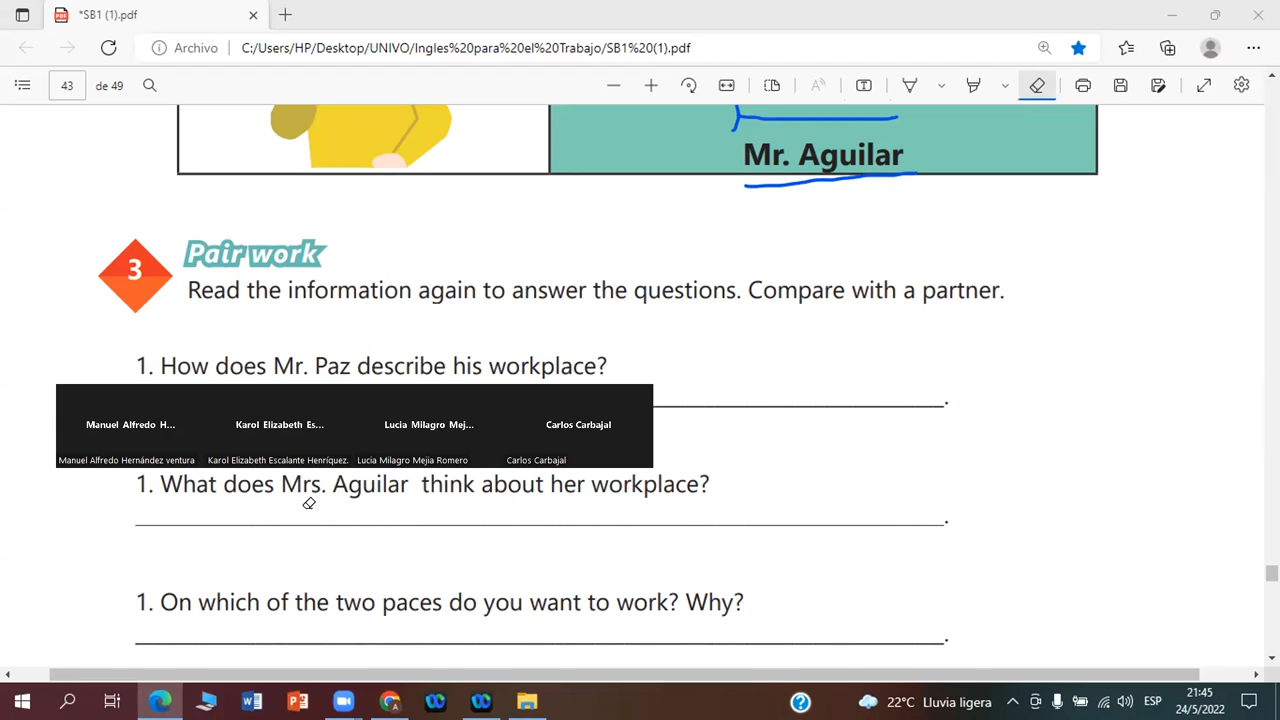 *SB1 (1).pdf
Archivo
C:/Users/HP/Desktop/UNIVO/Ingles%20para%20el%20Trabajo/SB1%20(1).pdf
43
de 49
Mr. Aguilar
3
Pair work
Read the information again to answer the questions. Compare with a partner.
1. How does Mr. Paz describe his workplace?
Manuel Alfredo H...
Karol Elizabeth Es...
Lucia Milagro Mej...
Carlos Carbajal
Manuel Alfredo Hernández ventura
Karol Elizabeth Escalante Henríquez.
Lucia Milagro Mejia Romero
Carlos Carbajal
1. What does Mrs. Aguilar think about her workplace?
1. On which of the two paces do you want to work? Why?
22°C Lluvia ligera
ESP
21:45
24/5/2022